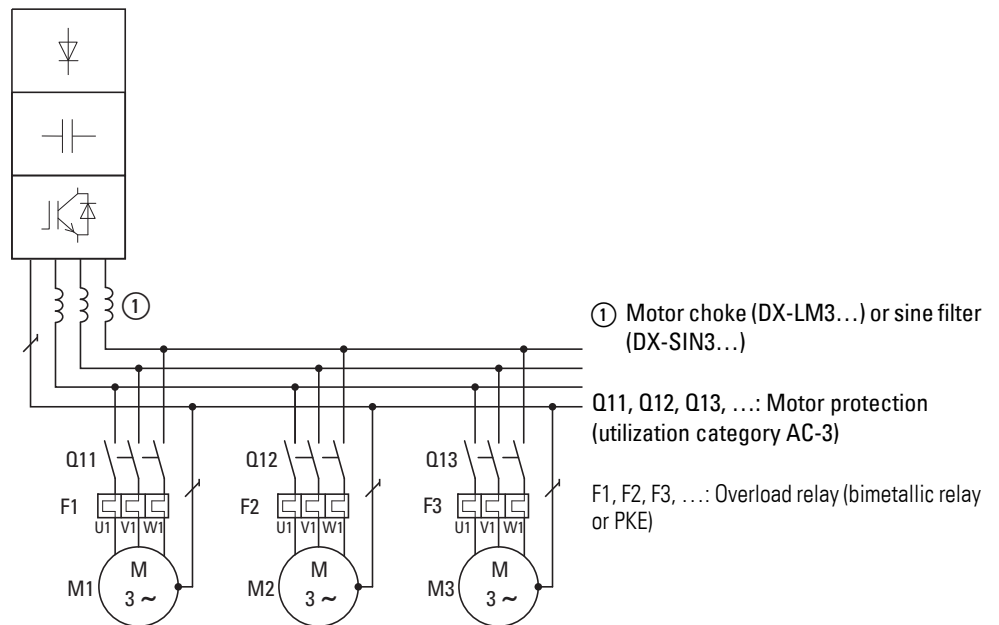 ①
① Motor choke (DX-LM3…) or sine filter
(DX-SIN3…)
Q11, Q12, Q13, …: Motor protection
(utilization category AC-3)
F1, F2, F3, …: Overload relay (bimetallic relay
or PKE)
Q11 Q12 Q13
F1 F2 F3
U1 V1 W1 U1 V1 W1 U1 V1 W1
M1 M 3 ~ M2 M 3 ~ M3 M 3 ~